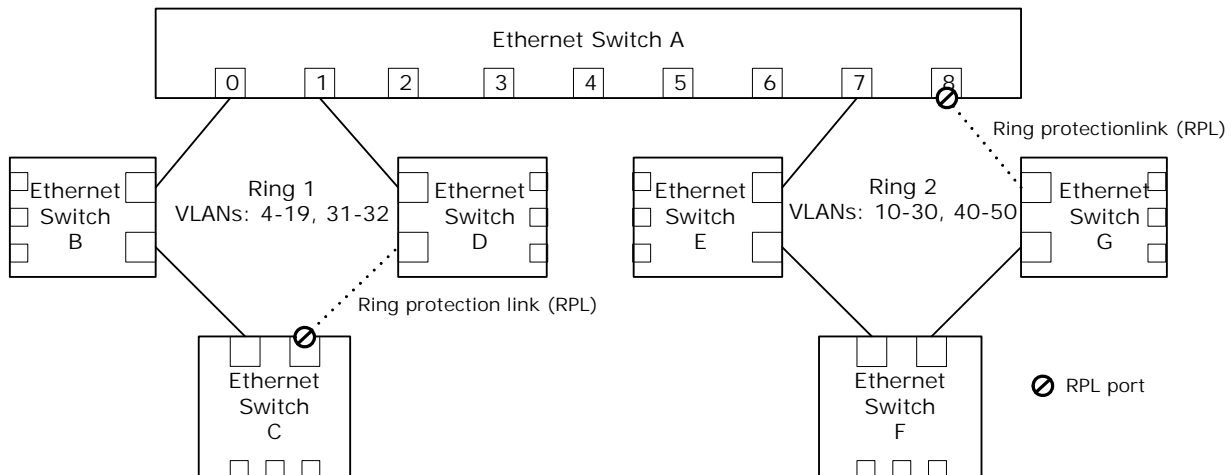 Ethernet Switch A
0 1 2 3 4 5 6 7 8
Ring protectionlink (RPL)
Ethernet
Switch
B
Ring 1
VLANs: 4-19, 31-32
Ethernet
Switch
D
Ethernet
Switch
E
Ring 2
VLANs: 10-30, 40-50
Ethernet
Switch
G
Ring protection link (RPL)
Ethernet
Switch
C
Ethernet
Switch
F
RPL port